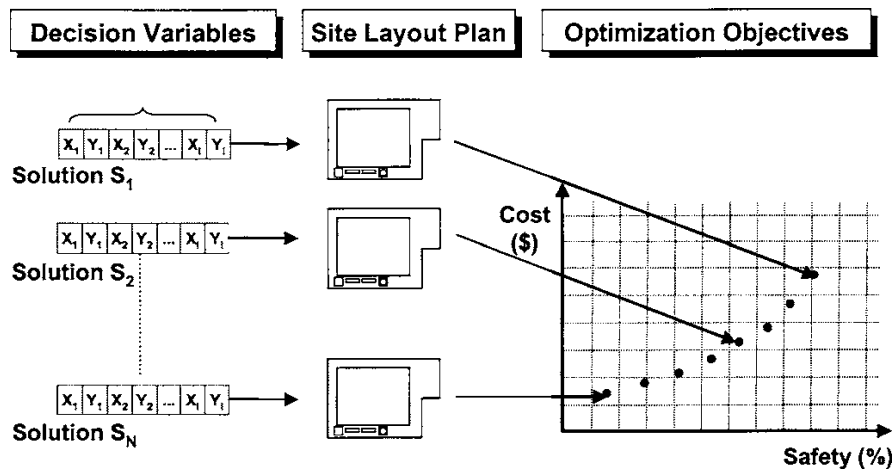 Decision Variables
Site Layout Plan
Optimization Objectives
X₁ Y₁ X₂ Y₂ ... Xᵢ Yᵢ
Solution S₁
X₁ Y₁ X₂ Y₂ ... Xᵢ Yᵢ
Solution S₂
X₁ Y₁ X₂ Y₂ ... Xᵢ Yᵢ
Solution S_N
Cost
($)
Safety (%)